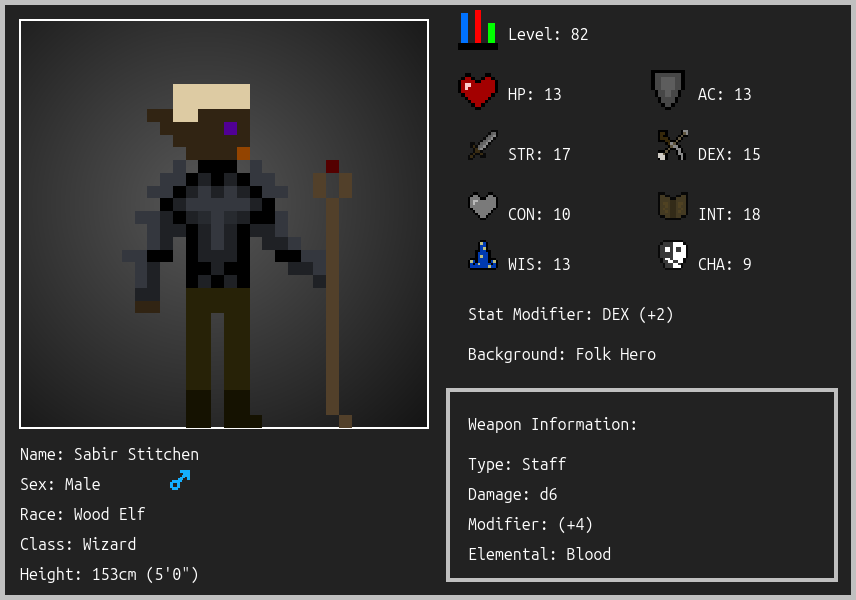 Level: 82
HP: 13
AC: 13
STR: 17
DEX: 15
CON: 10
INT: 18
WIS: 13
CHA: 9
Stat Modifier: DEX (+2)
Background: Folk Hero
Weapon Information:
Type: Staff
Damage: d6
Modifier: (+4)
Elemental: Blood
Name: Sabir Stitchen
Sex: Male
Race: Wood Elf
Class: Wizard
Height: 153cm (5'0")